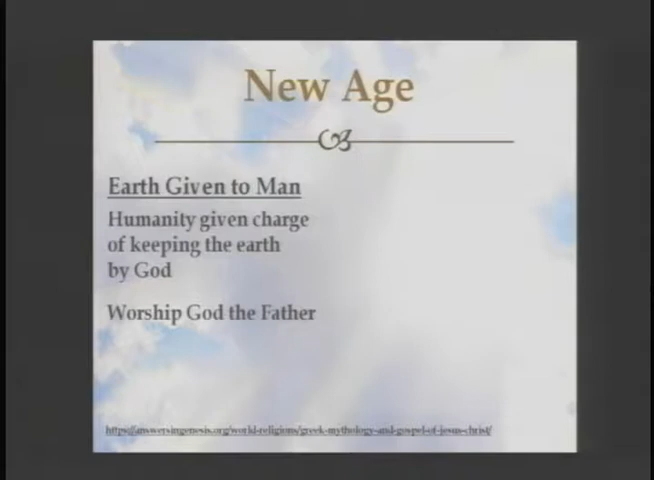 New Age
Earth Given to Man
Humanity given charge
of keeping the earth
by God
Worship God the Father
https://answersingenesis.org/world-religions/greek-mythology-and-gospel-of-jesus-christ/